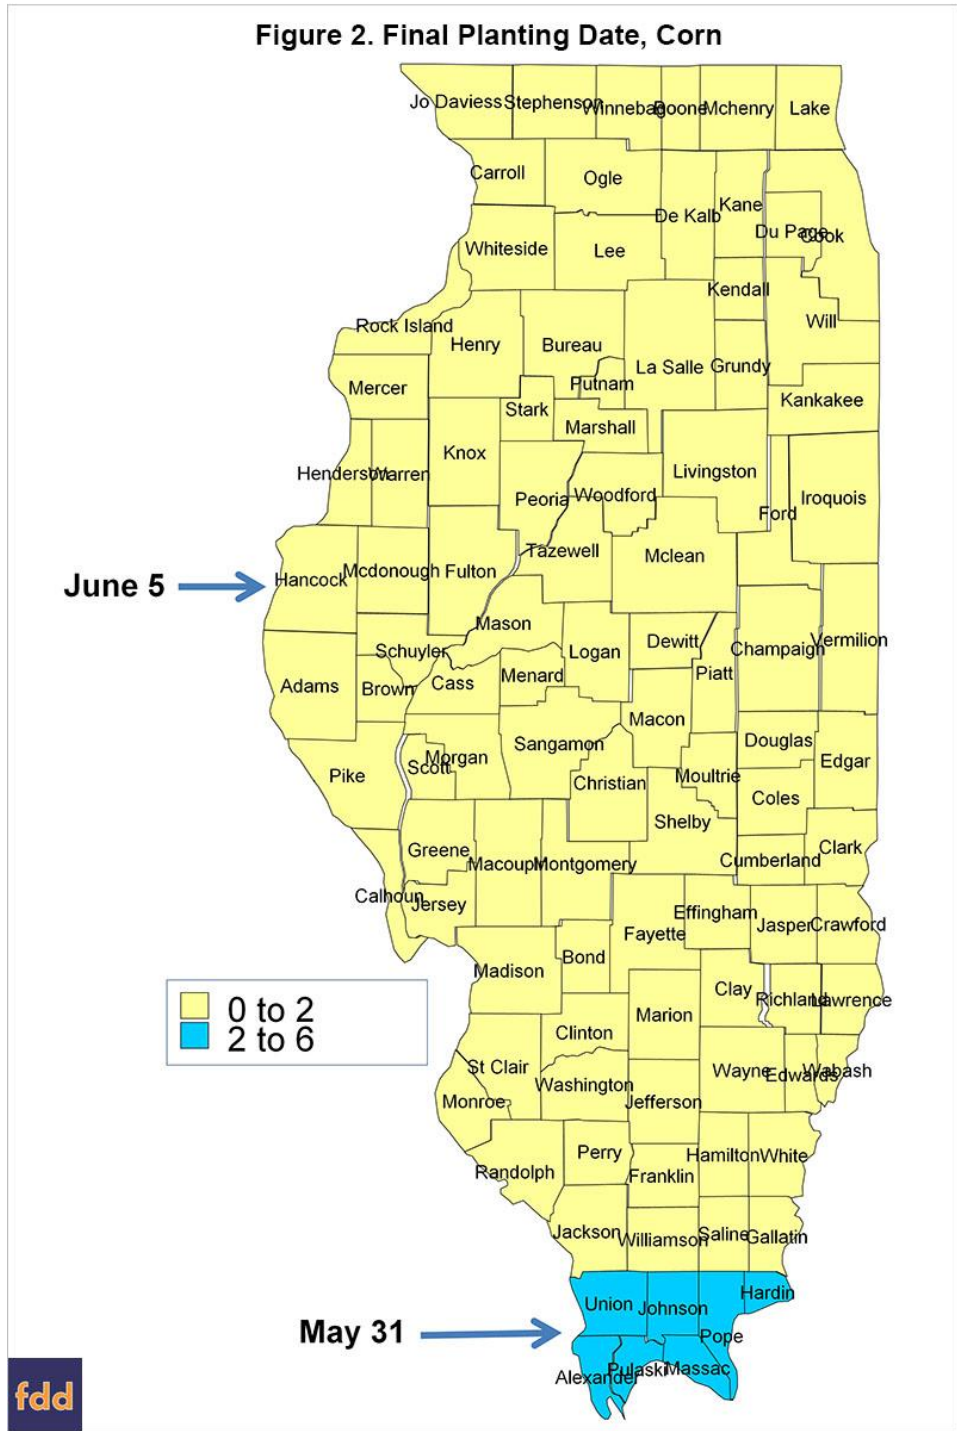 Figure 2. Final Planting Date, Corn
Jo Daviess
Stephenson
Winnebago
Boone
Mchenry
Lake
Carroll
Ogle
De Kalb
Kane
Du Page
Cook
Whiteside
Lee
Kendall
Will
Rock Island
Henry
Bureau
La Salle
Grundy
Mercer
Putnam
Kankakee
Stark
Marshall
Henderson
Warren
Knox
Peoria
Woodford
Livingston
Ford
Iroquois
June 5
Hancock
Mcdonough
Fulton
Tazewell
Mclean
Mason
Schuyler
Logan
Dewitt
Piatt
Champaign
Vermilion
Adams
Brown
Cass
Menard
Macon
Pike
Scott
Morgan
Sangamon
Christian
Moultrie
Douglas
Edgar
Coles
Shelby
Greene
Macoupin
Montgomery
Cumberland
Clark
Calhoun
Jersey
Fayette
Effingham
Jasper
Crawford
Madison
Bond
Clay
Richland
Lawrence
0 to 2
2 to 6
Clinton
Marion
St Clair
Washington
Wayne
Edwards
Wabash
Monroe
Jefferson
Randolph
Perry
Franklin
Hamilton
White
Jackson
Williamson
Saline
Gallatin
May 31
Union
Johnson
Hardin
Pope
Alexander
Pulaski
Massac
fdd